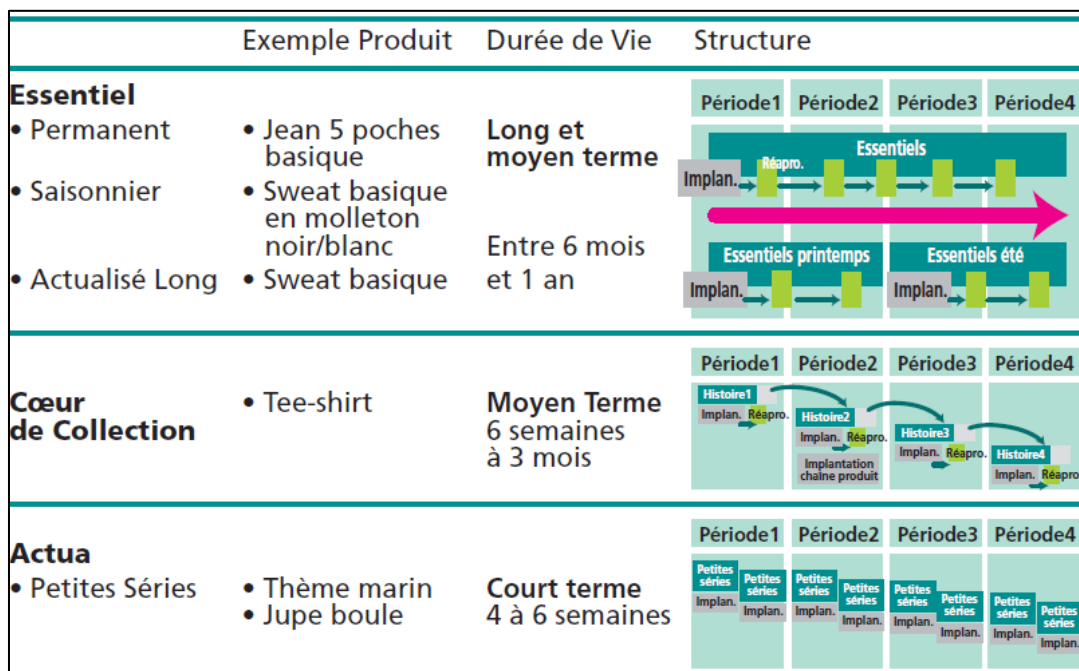 Exemple Produit Durée de Vie Structure
Essentiel
• Permanent
• Jean 5 poches
basique
Long et
moyen terme
• Saisonnier
• Sweat basique
en molleton
noir/blanc
Entre 6 mois
et 1 an
• Actualisé Long
• Sweat basique
Période1 Période2 Période3 Période4
Essentiels
Réapro.
Implan.
Essentiels printemps Essentiels été
Implan. Implan.
Cœur
de Collection
• Tee-shirt
Moyen Terme
6 semaines
à 3 mois
Période1 Période2 Période3 Période4
Histoire1
Implan. Réapro.
Histoire2
Implan. Réapro.
Implantation
chaîne produit
Histoire3
Implan. Réapro.
Histoire4
Implan. Réapro.
Actua
• Petites Séries
• Thème marin
• Jupe boule
Court terme
4 à 6 semaines
Période1 Période2 Période3 Période4
Petites
séries
Implan.
Petites
séries
Implan.
Petites
séries
Implan.
Petites
séries
Implan.
Petites
séries
Implan.
Petites
séries
Implan.
Petites
séries
Implan.
Petites
séries
Implan.